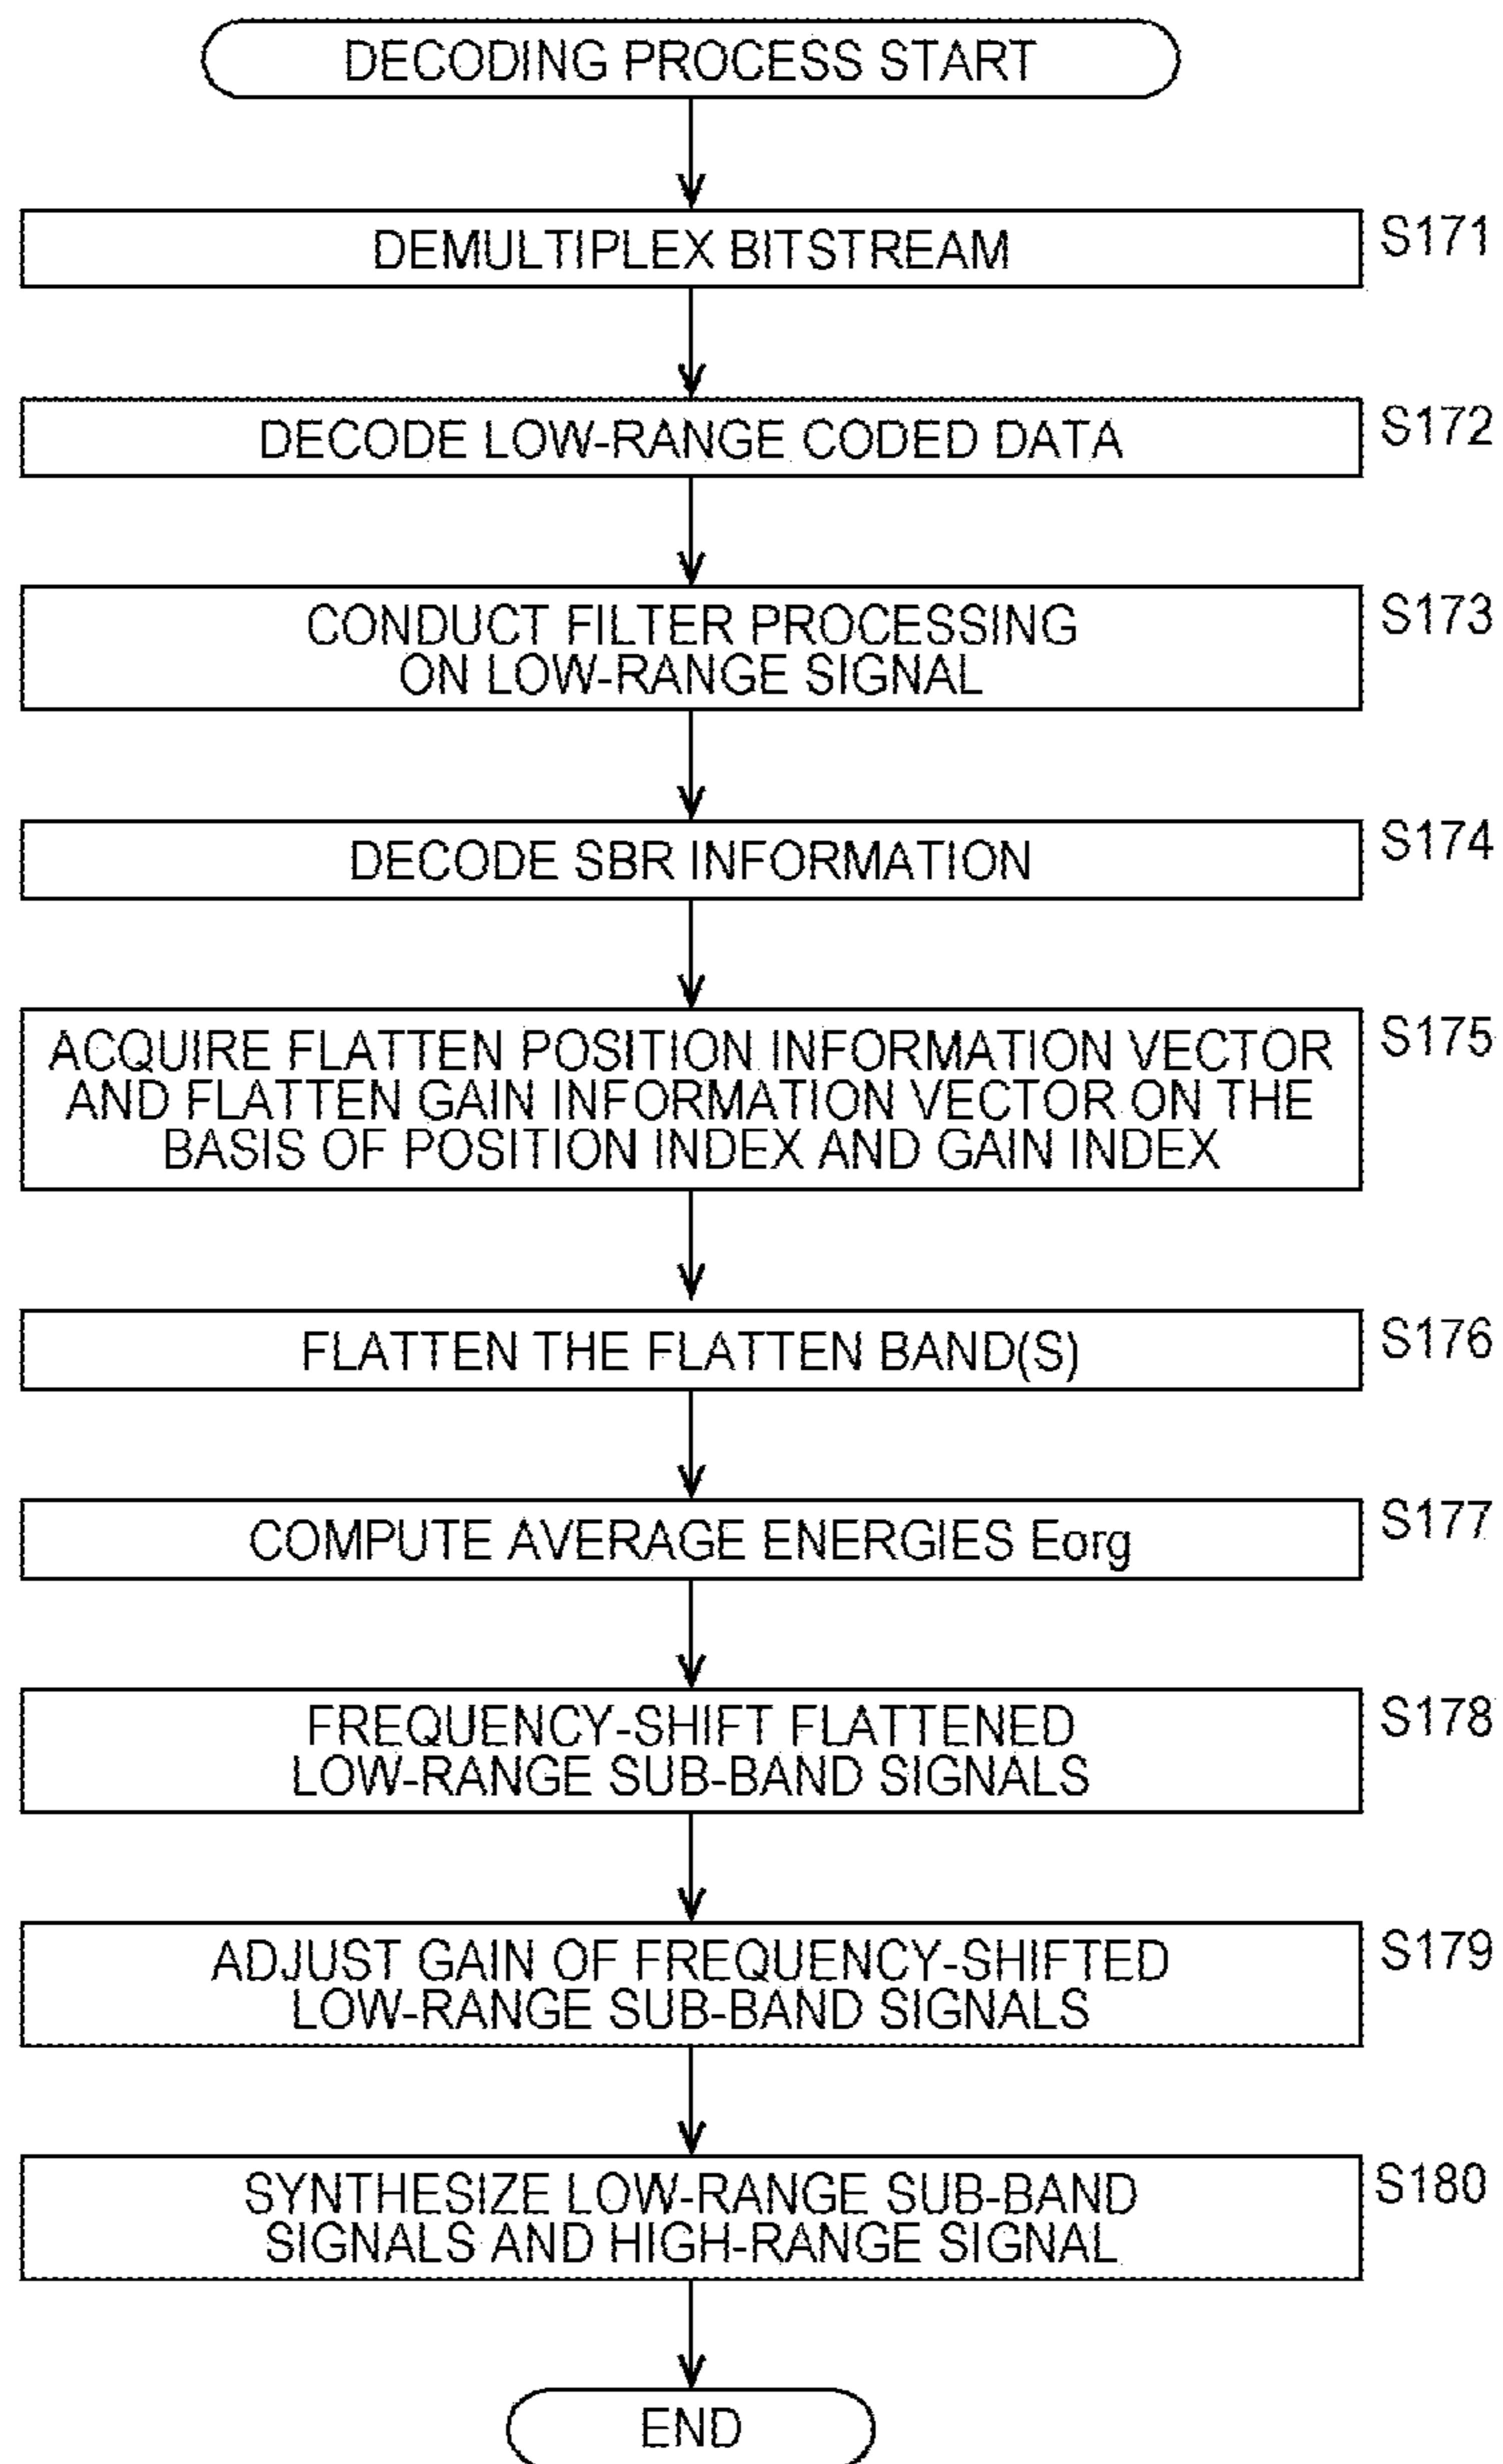 DECODING PROCESS START
DEMULTIPLEX BITSTREAM
S171
DECODE LOW-RANGE CODED DATA
S172
CONDUCT FILTER PROCESSING
ON LOW-RANGE SIGNAL
S173
DECODE SBR INFORMATION
S174
ACQUIRE FLATTEN POSITION INFORMATION VECTOR
AND FLATTEN GAIN INFORMATION VECTOR ON THE
BASIS OF POSITION INDEX AND GAIN INDEX
S175
FLATTEN THE FLATTEN BAND(S)
S176
COMPUTE AVERAGE ENERGIES Eorg
S177
FREQUENCY-SHIFT FLATTENED
LOW-RANGE SUB-BAND SIGNALS
S178
ADJUST GAIN OF FREQUENCY-SHIFTED
LOW-RANGE SUB-BAND SIGNALS
S179
SYNTHESIZE LOW-RANGE SUB-BAND
SIGNALS AND HIGH-RANGE SIGNAL
S180
END